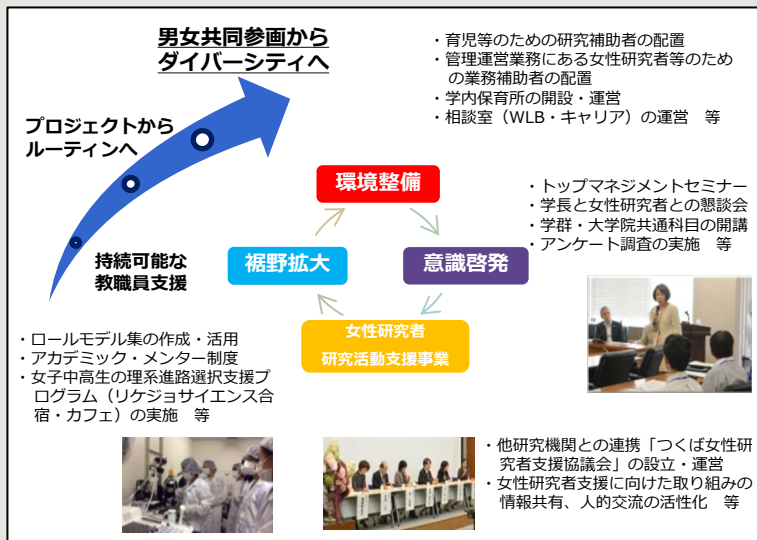 男女共同参画から
ダイバーシティへ
プロジェクトから
ルーティンへ
持続可能な
教職員支援
・育児等のための研究補助者の配置
・管理運営業務にある女性研究者等のため
の業務補助者の配置
・学内保育所の開設・運営
・相談室（WLB・キャリア）の運営　等
環境整備
裾野拡大
意識啓発
女性研究者
研究活動支援事業
・トップマネジメントセミナー
・学長と女性研究者との懇談会
・学群・大学院共通科目の開講
・アンケート調査の実施　等
・ロールモデル集の作成・活用
・アカデミック・メンター制度
・女子中高生の理系進路選択支援プ
ログラム（リケジョサイエンス合
宿・カフェ）の実施　等
・他研究機関との連携「つくば女性研
究者支援協議会」の設立・運営
・女性研究者支援に向けた取り組みの
情報共有、人的交流の活性化　等